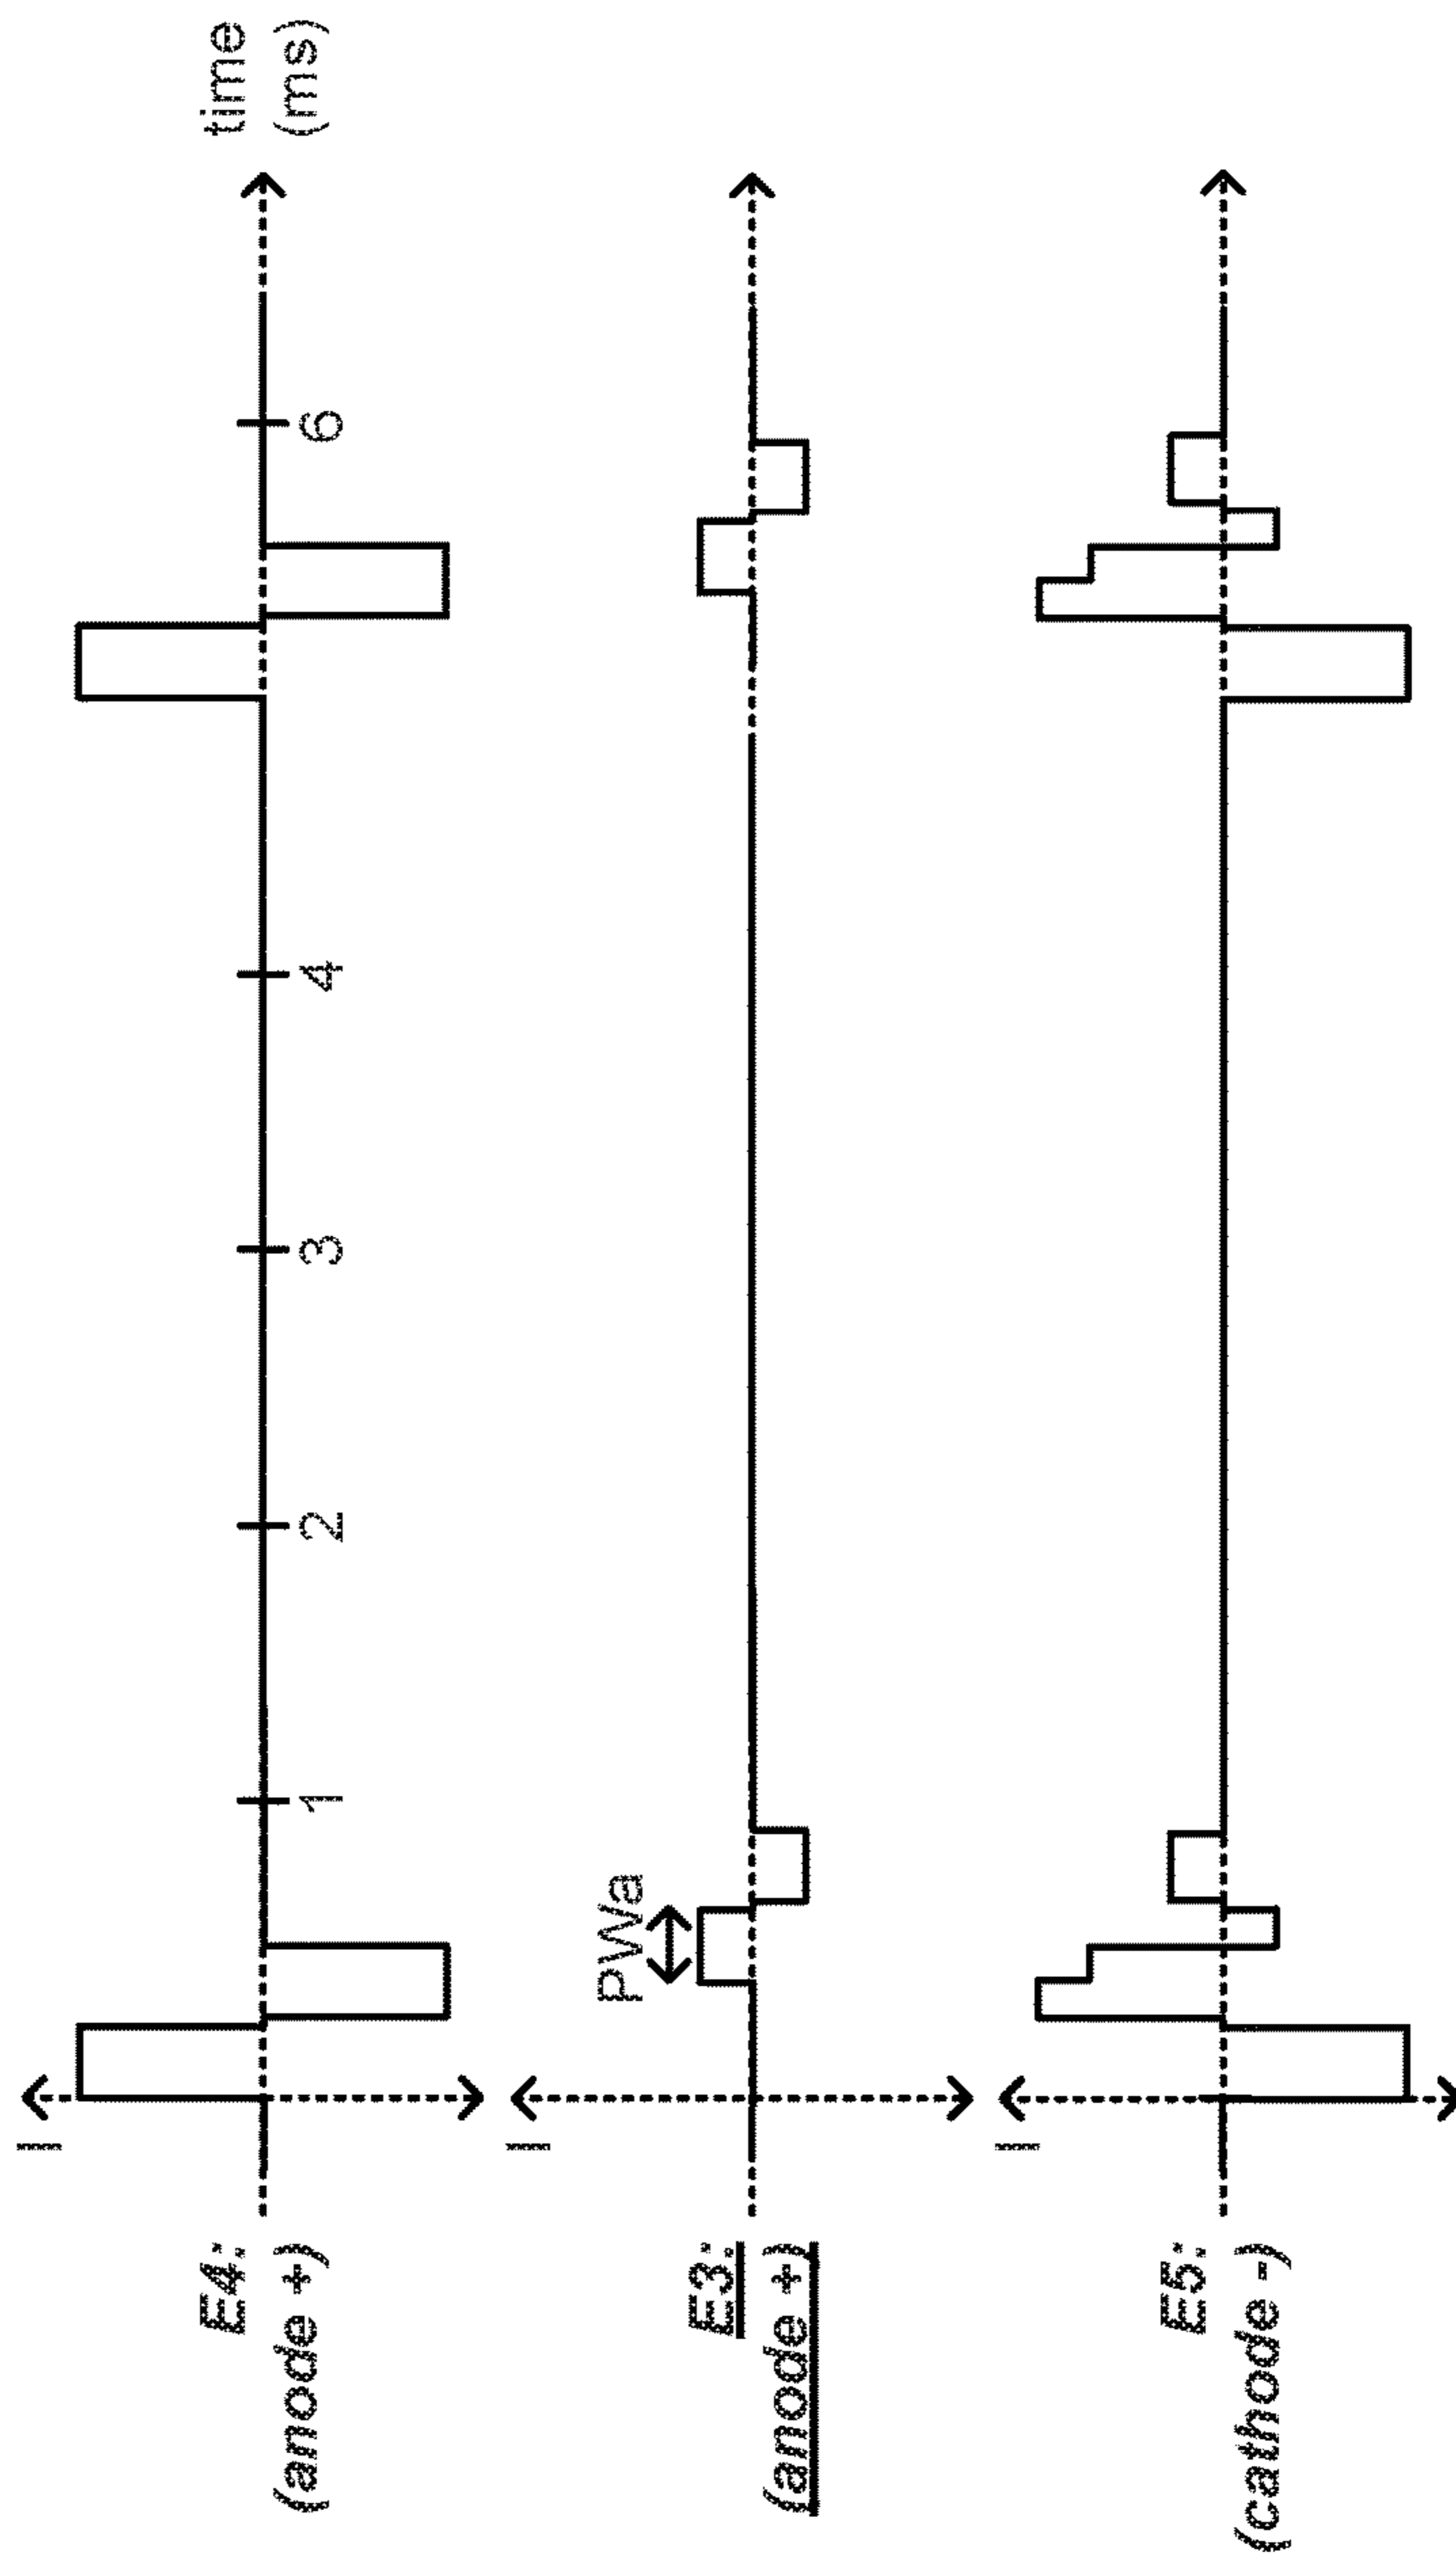 I
E4:
(anode +)
1
2
3
4
6
time
(ms)
I
E3:
(anode +)
PWa
I
E5:
(cathode -)